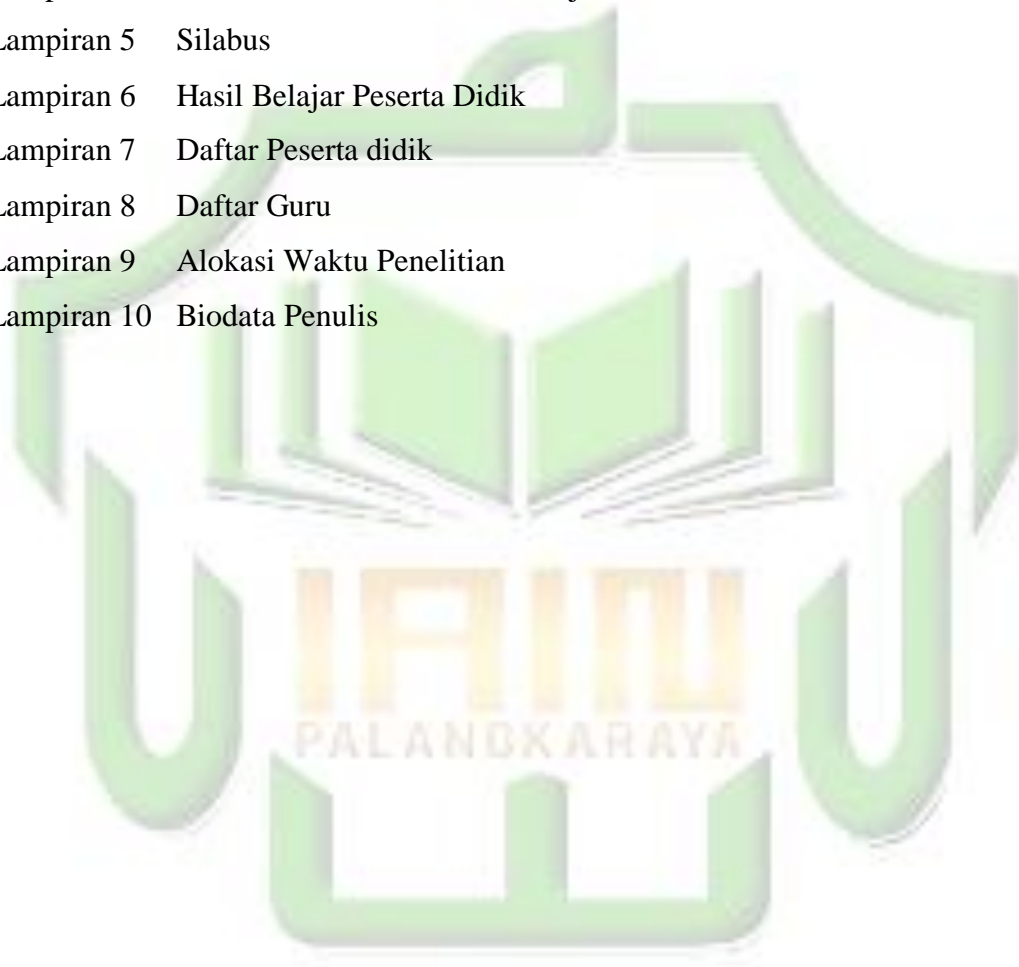 Lampiran 5 Silabus
Lampiran 6 Hasil Belajar Peserta Didik
Lampiran 7 Daftar Peserta didik
Lampiran 8 Daftar Guru
Lampiran 9 Alokasi Waktu Penelitian
Lampiran 10 Biodata Penulis
IAIN
PALANGKARAYA